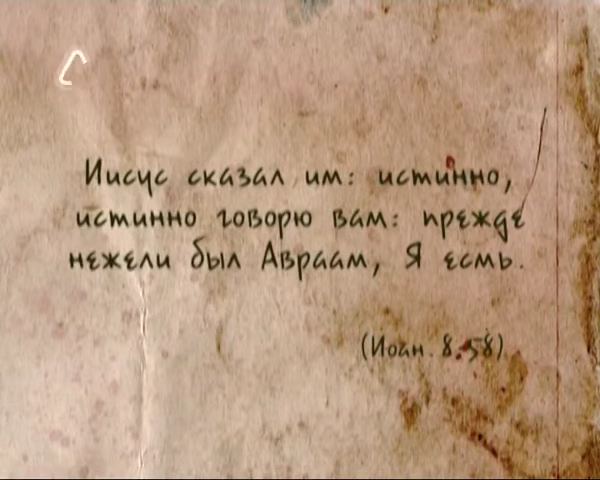 Иисус сказал им: истинно,
истинно говорю вам: прежде
нежели был Авраам, Я есмь.
(Иоан. 8:58)